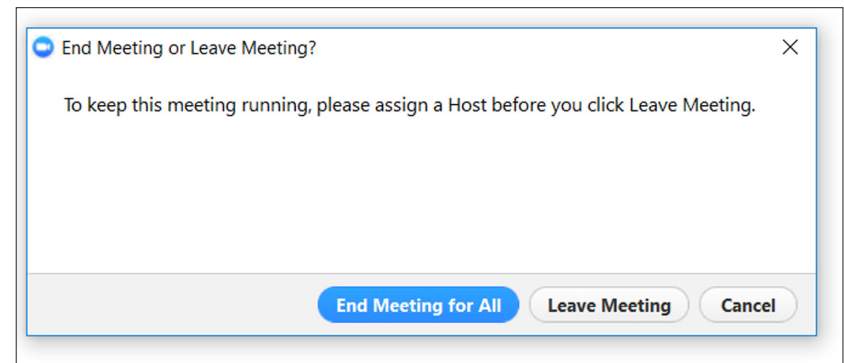 End Meeting or Leave Meeting?
To keep this meeting running, please assign a Host before you click Leave Meeting.
End Meeting for All Leave Meeting Cancel